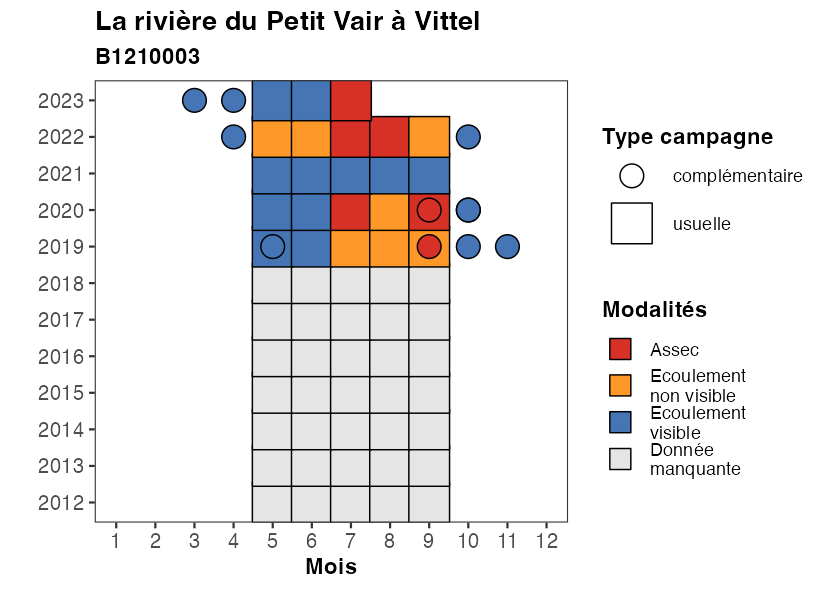 La rivière du Petit Vair à Vittel
B1210003
2023
2022
2021
2020
2019
2018
2017
2016
2015
2014
2013
2012
1 2 3 4 5 6 7 8 9 10 11 12
Mois
Type campagne
complémentaire
usuelle
Modalités
Assec
Ecoulement
non visible
Ecoulement
visible
Donnée
manquante